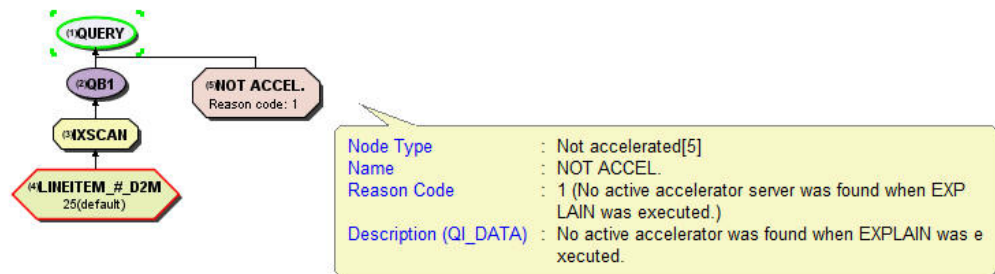 (1)QUERY
(2)QB1
(5)NOT ACCEL.
Reason code: 1
(3)IXSCAN
(4)LINEITEM_#_D2M
25(default)
Node Type : Not accelerated[5]
Name : NOT ACCEL.
Reason Code : 1 (No active accelerator server was found when EXP
LAIN was executed.)
Description (QI_DATA) : No active accelerator was found when EXPLAIN was e
xecuted.